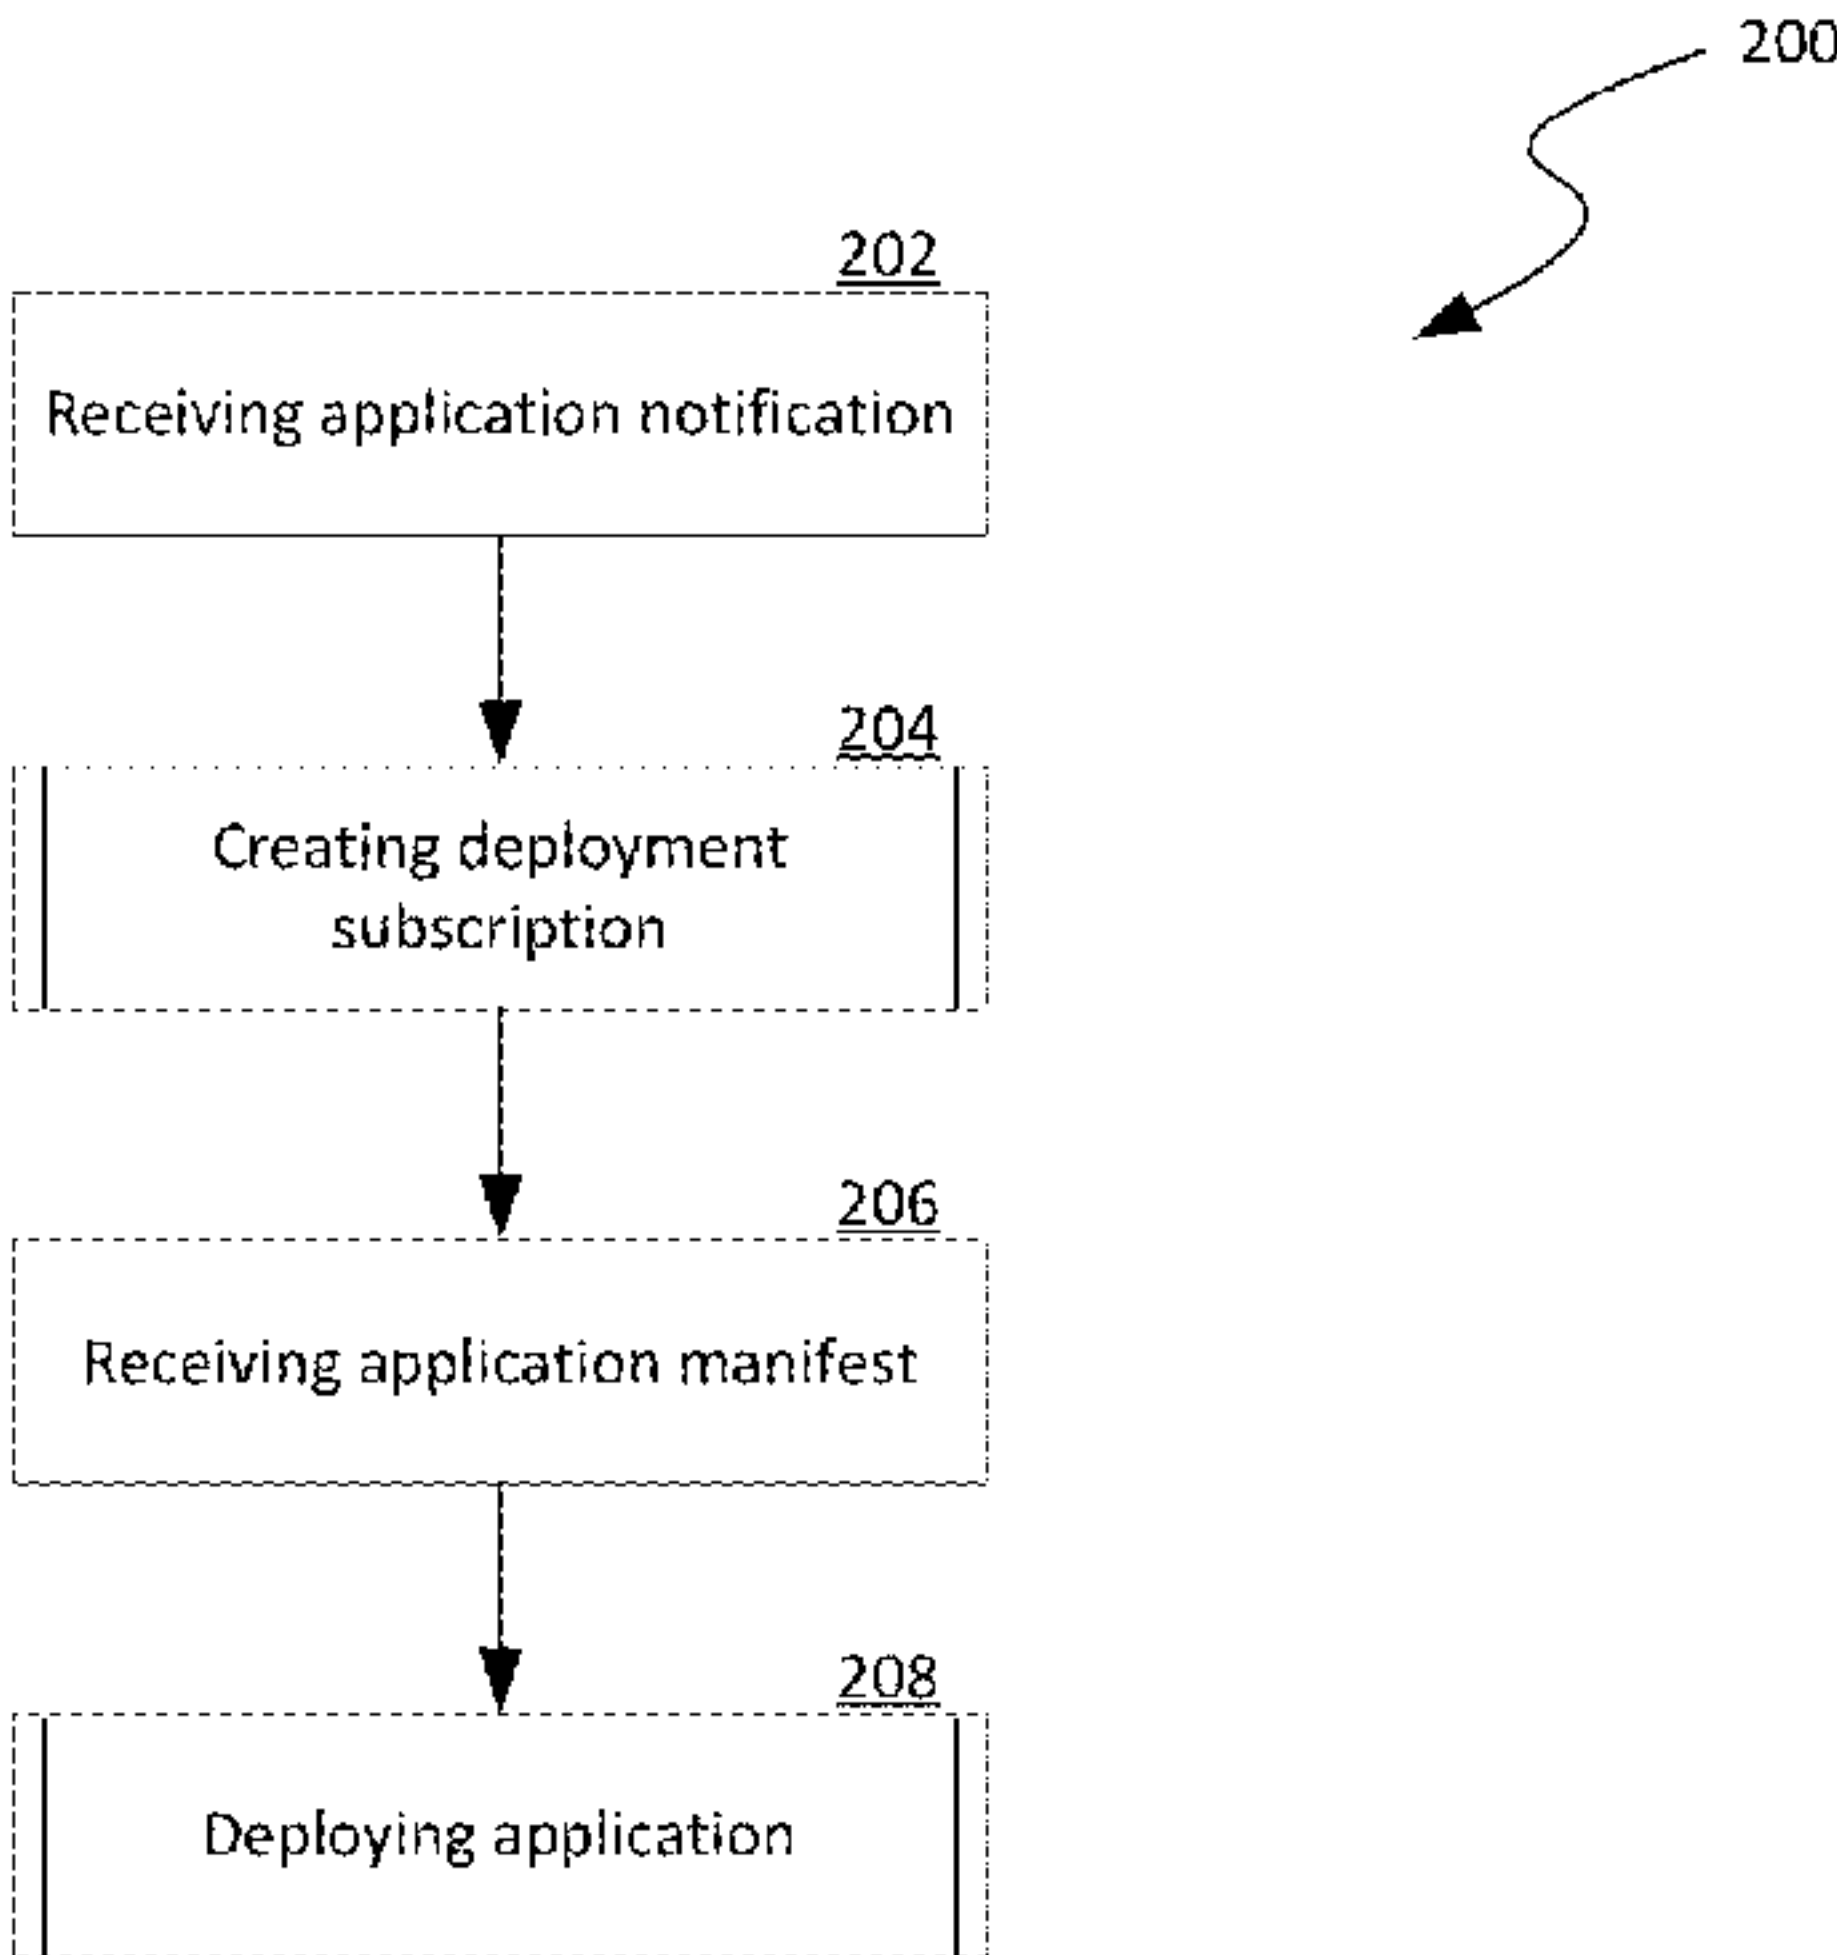 200
202
Receiving application notification
204
Creating deployment
subscription
206
Receiving application manifest
208
Deploying application